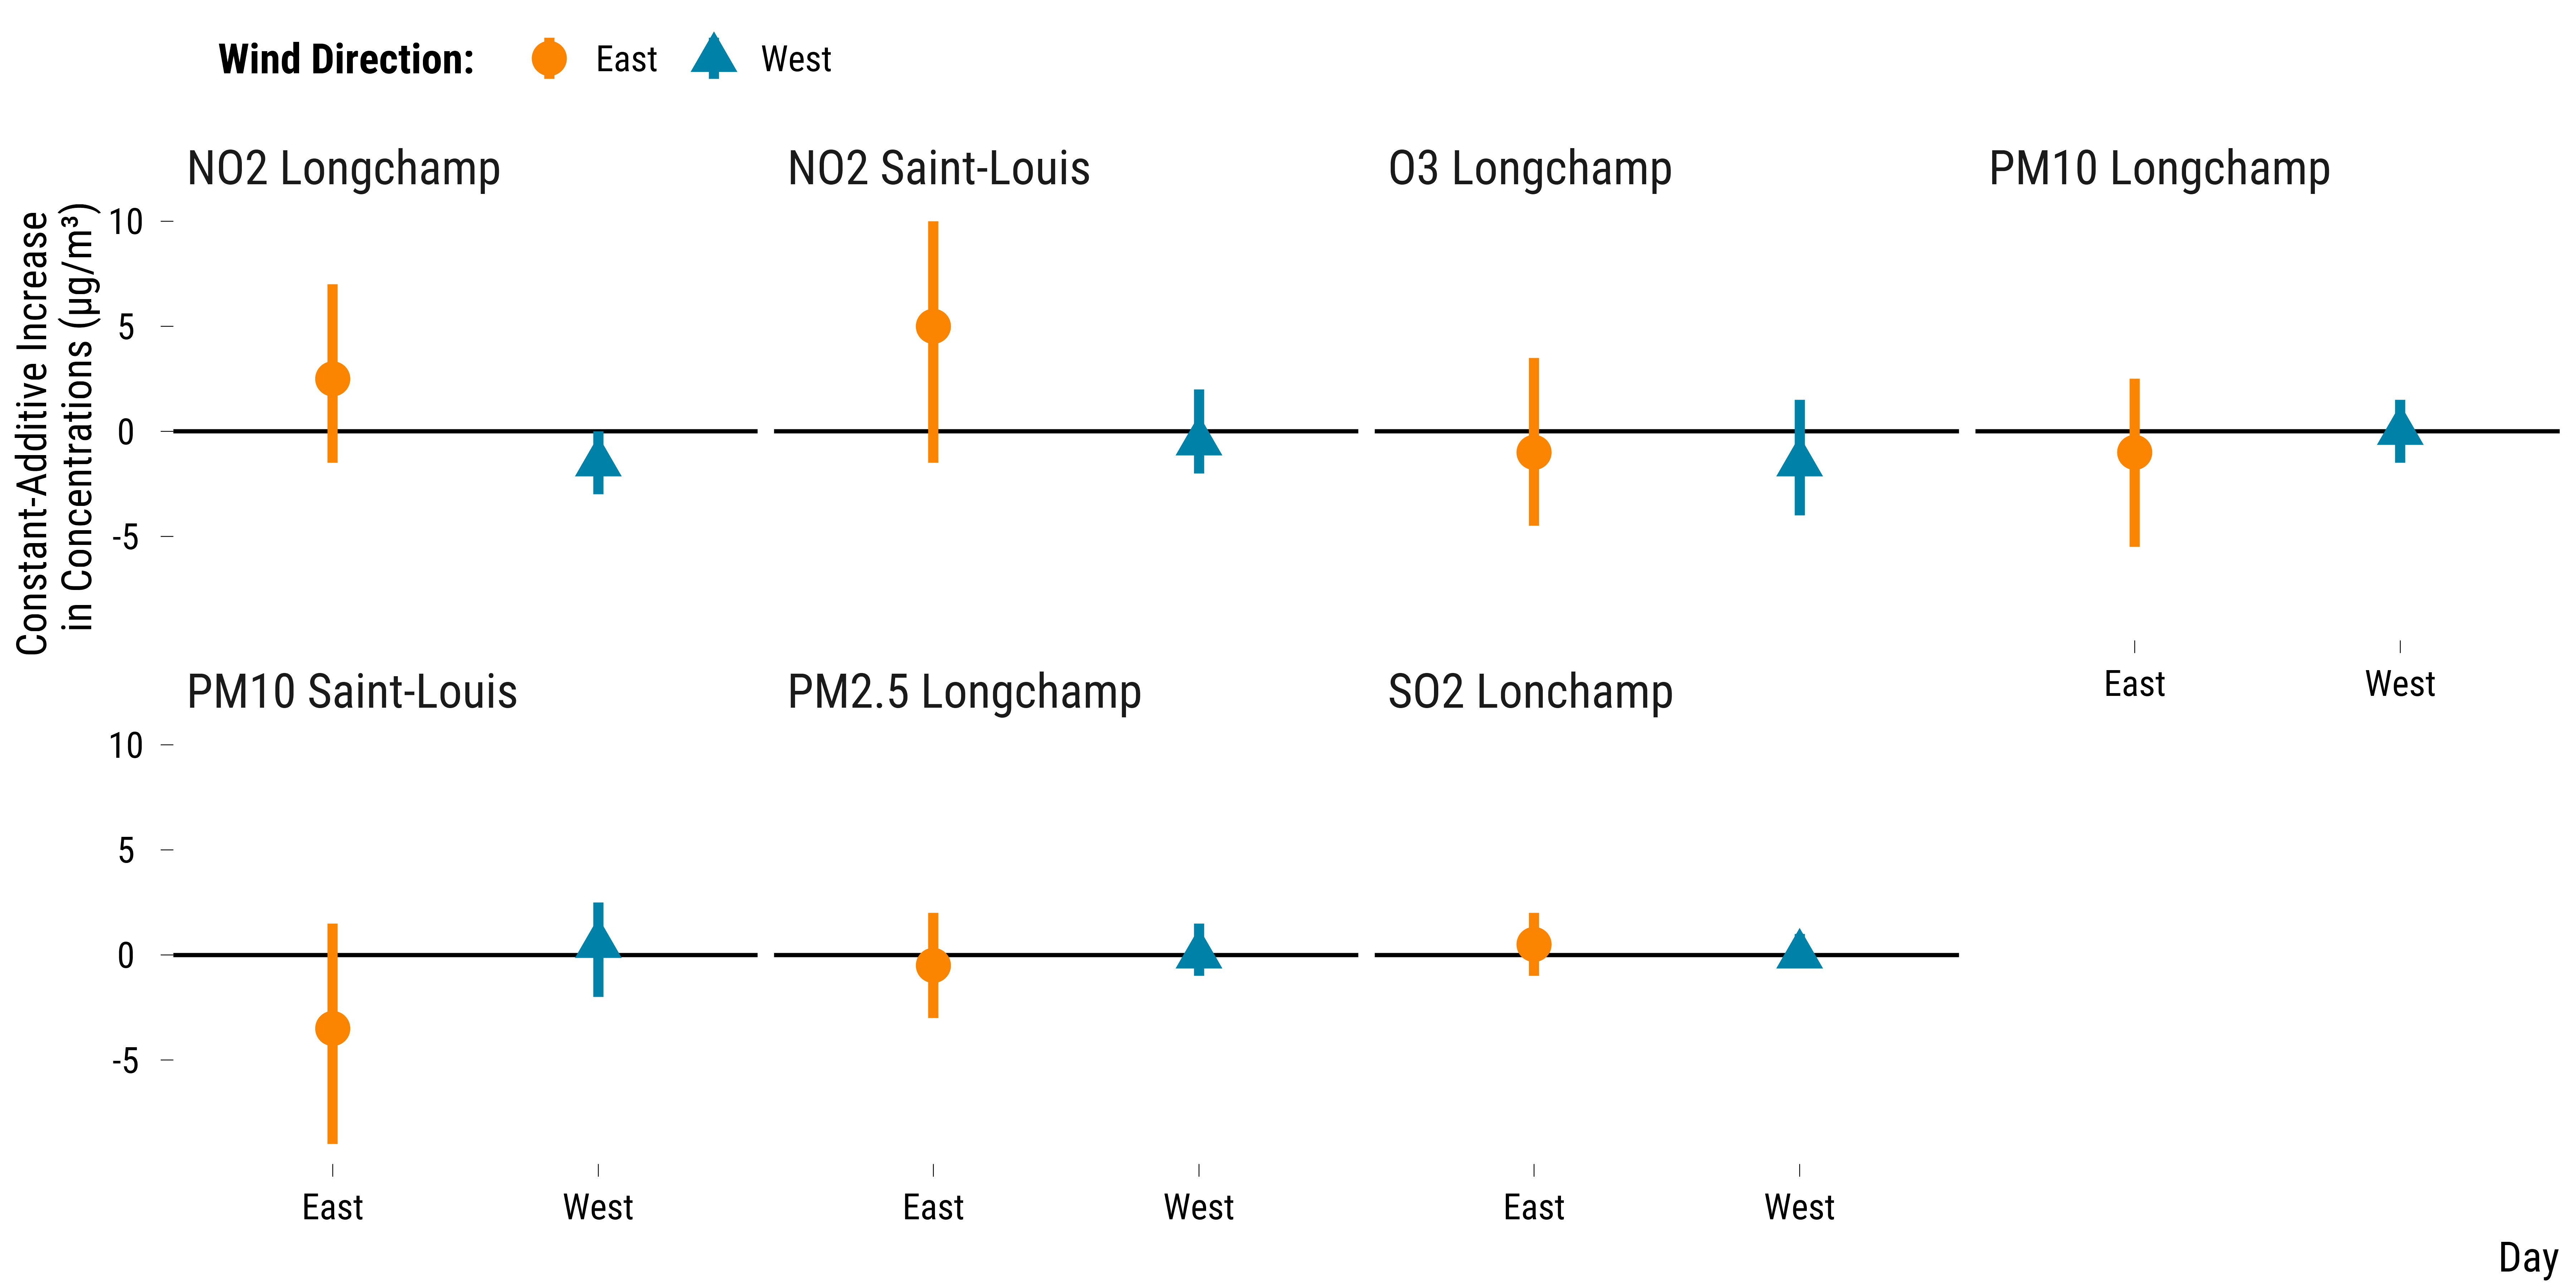 Wind Direction: East West
NO2 Longchamp
NO2 Saint-Louis
O3 Longchamp
PM10 Longchamp
Constant-Additive Increase
in Concentrations (µg/m³)
10
5
0
-5
East
West
PM10 Saint-Louis
PM2.5 Longchamp
SO2 Lonchamp
10
5
0
-5
East
West
East
West
East
West
Day